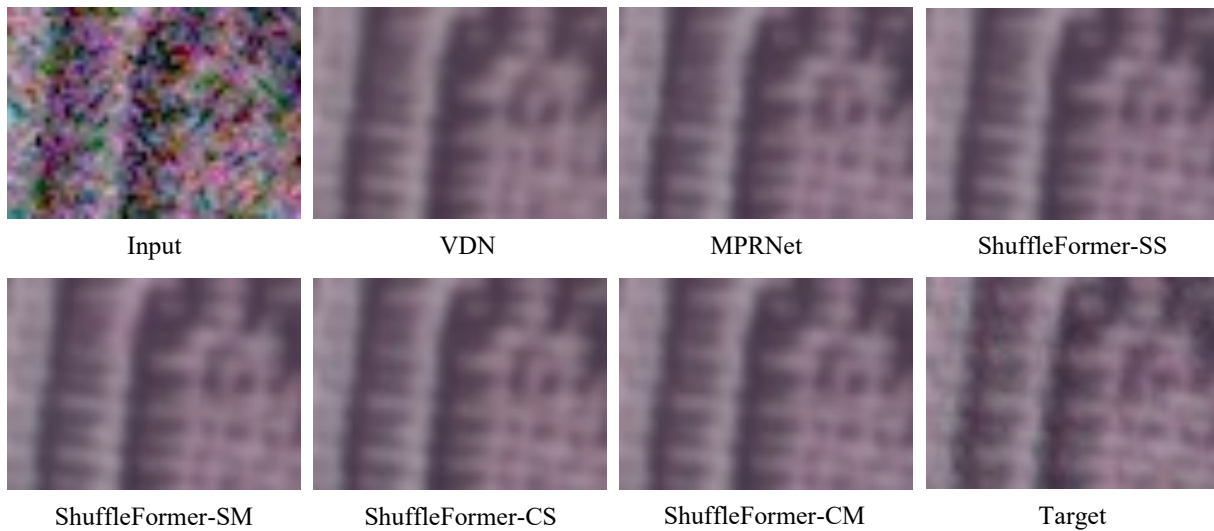 Input
VDN
MPRNet
ShuffleFormer-SS
ShuffleFormer-SM
ShuffleFormer-CS
ShuffleFormer-CM
Target